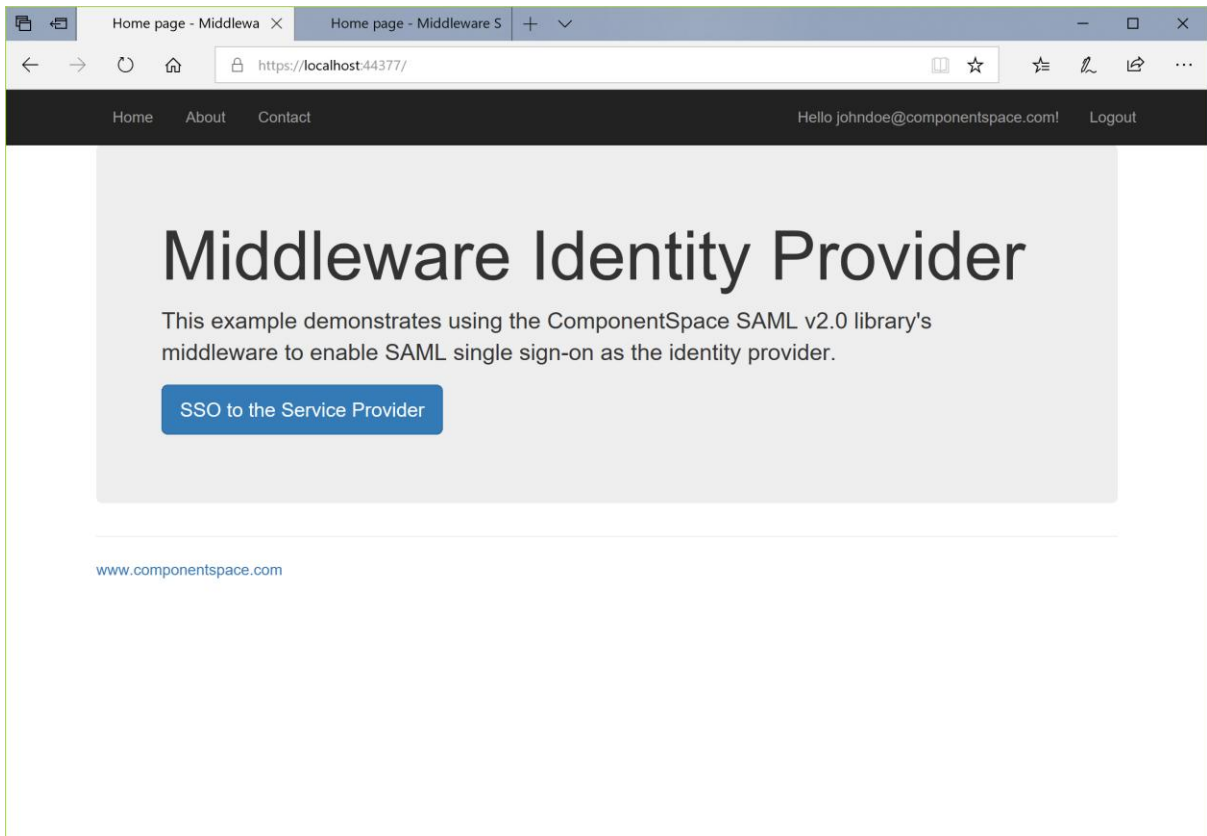 Home page - Middlewa
Home page - Middleware S
https://localhost:44377/
Home About Contact Hello johndoe@componentspace.com! Logout
Middleware Identity Provider
This example demonstrates using the ComponentSpace SAML v2.0 library's
middleware to enable SAML single sign-on as the identity provider.
SSO to the Service Provider
www.componentspace.com